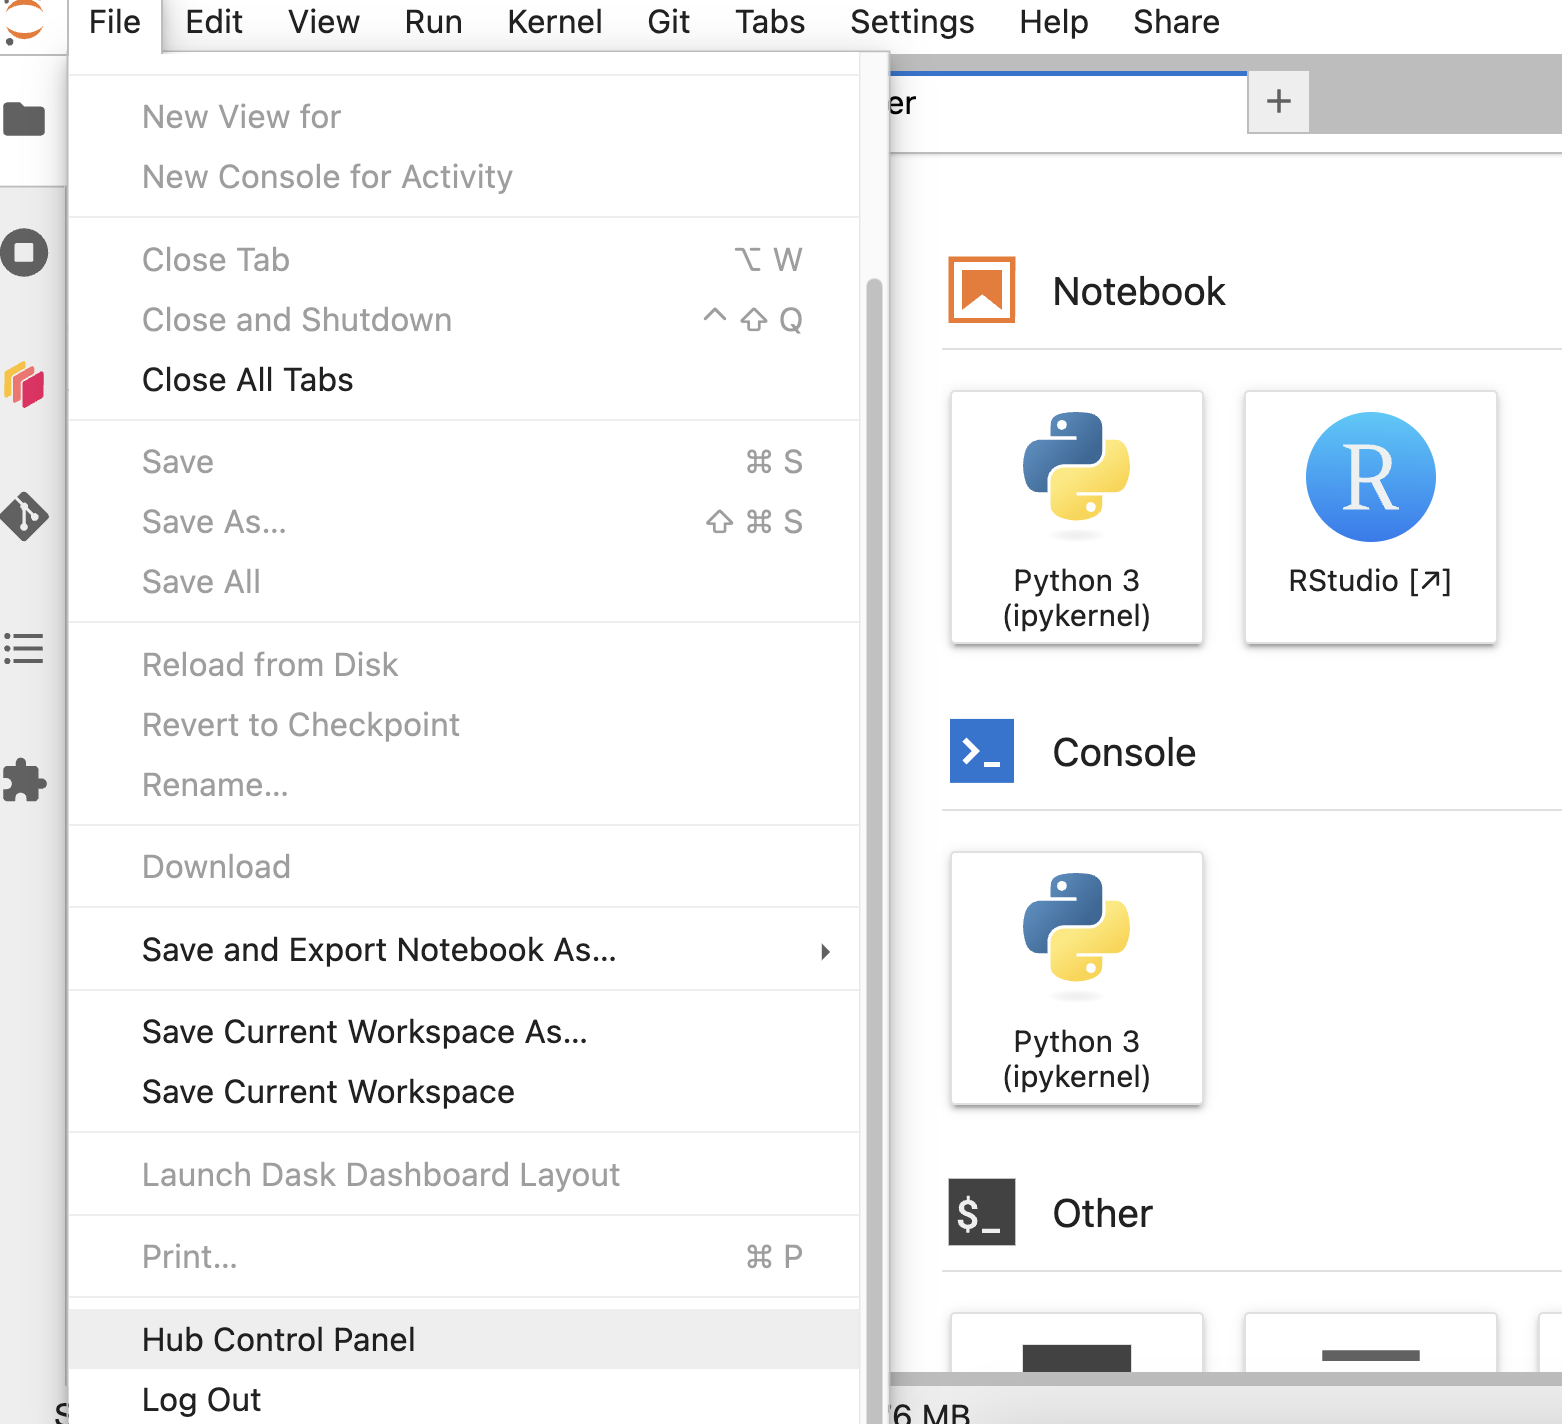 File Edit View Run Kernel Git Tabs Settings Help Share
New View for
New Console for Activity
Close Tab ⌥ W
Close and Shutdown ^ ⇧ Q
Close All Tabs
Save ⌘ S
Save As… ⇧ ⌘ S
Save All
Reload from Disk
Revert to Checkpoint
Rename…
Download
Save and Export Notebook As…
Save Current Workspace As…
Save Current Workspace
Launch Dask Dashboard Layout
Print… ⌘ P
Hub Control Panel
Log Out
er
+
Notebook
Python 3
(ipykernel)
R
RStudio [↗]
>_ Console
Python 3
(ipykernel)
$_ Other
6 MB